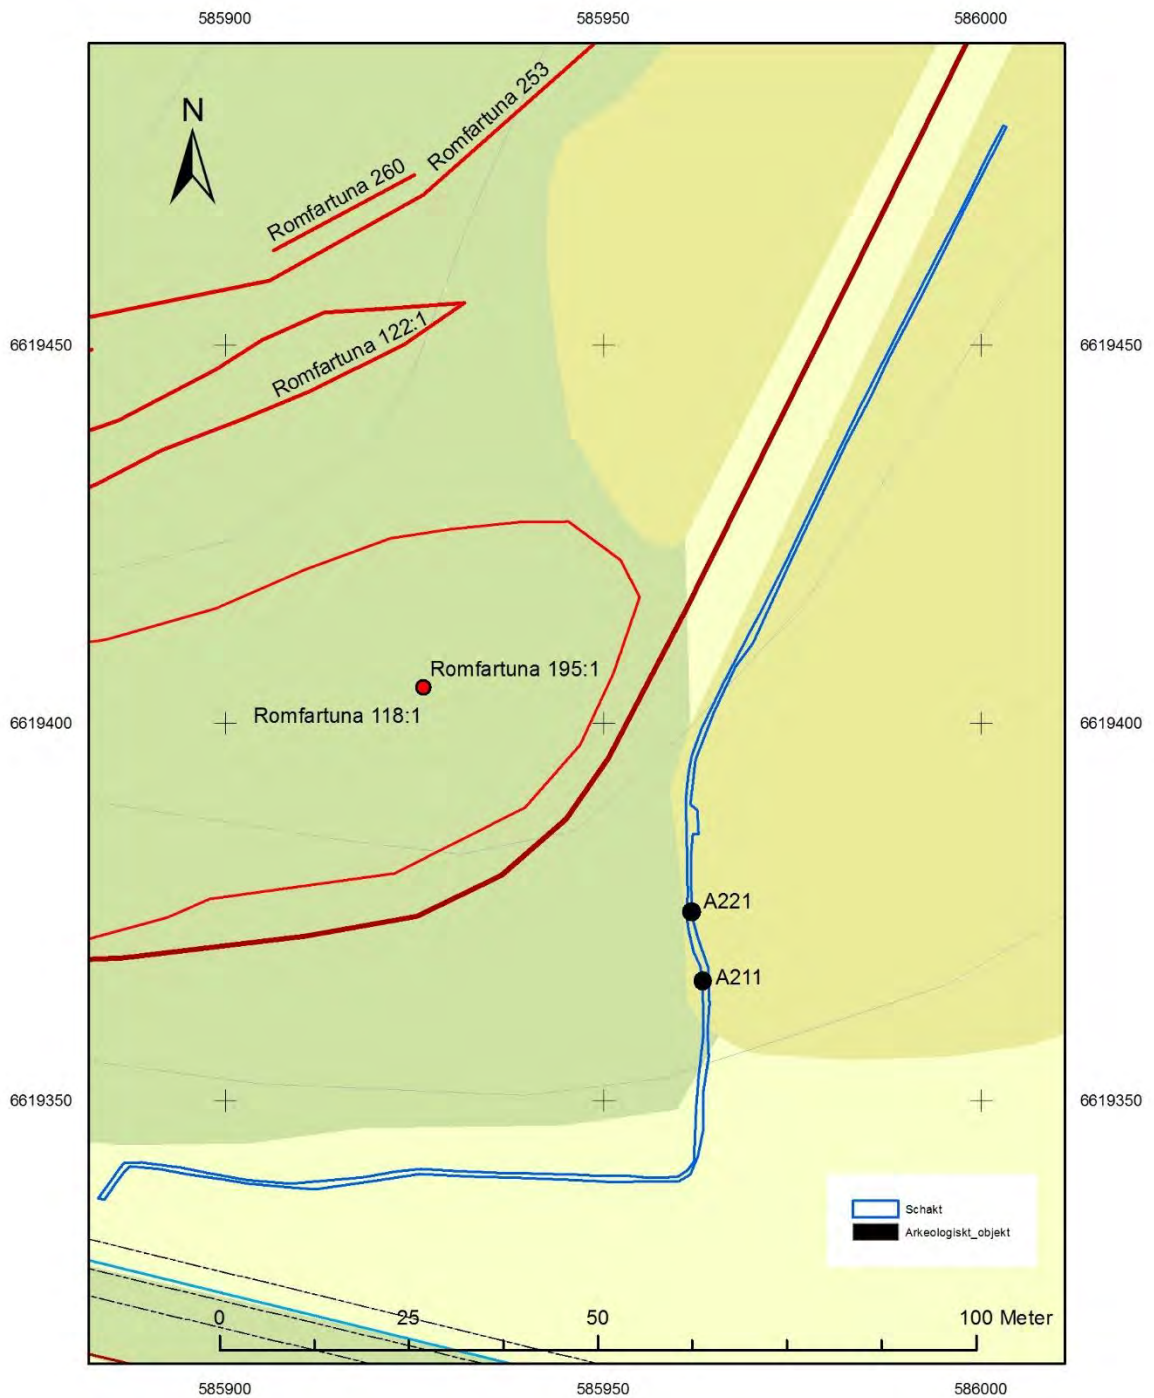 585900 585950 586000
N
Romfartuna 253
Romfartuna 260
6619450 6619450
Romfartuna 122:1
Romfartuna 195:1
Romfartuna 118:1
6619400 6619400
A221
A211
6619350 6619350
Schakt
Arkeologiskt_objekt
0 25 50 100 Meter
585900 585950 586000